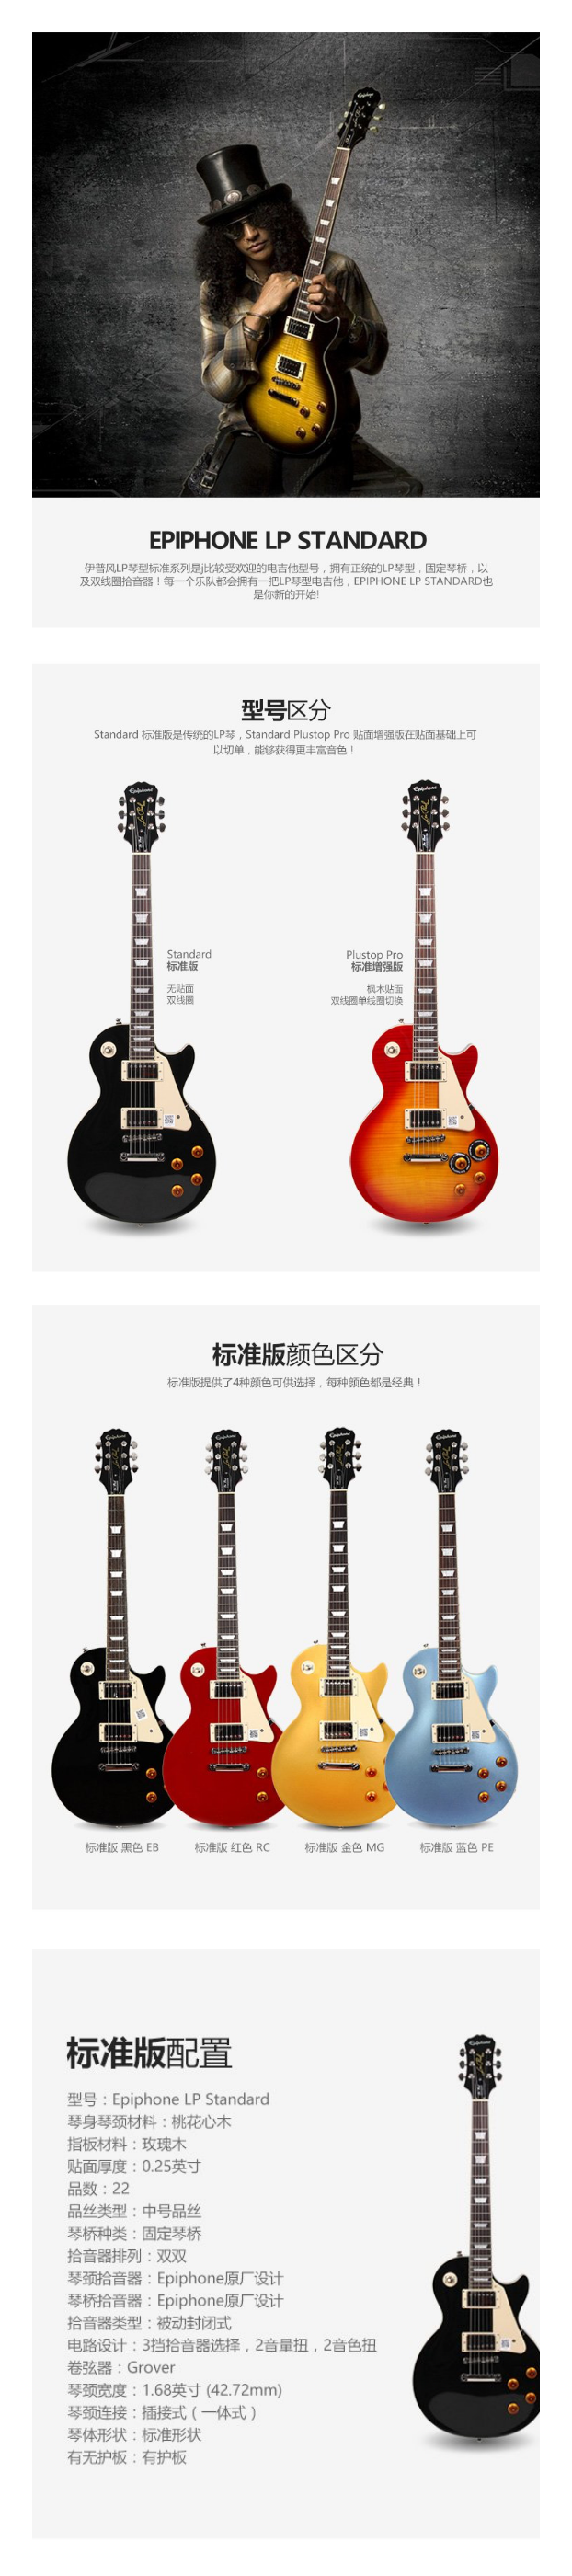 EPIPHONE LP STANDARD
伊普风LP琴型标准系列是j比较受欢迎的电吉他型号，拥有正统的LP琴型，固定琴桥，以
及双线圈拾音器！每一个乐队都会拥有一把LP琴型电吉他，EPIPHONE LP STANDARD也
是你新的开始!
型号区分
Standard 标准版是传统的LP琴，Standard Plustop Pro 贴面增强版在贴面基础上可
以切单，能够获得更丰富音色！
Standard
标准版
无贴面
双线圈
Plustop Pro
标准增强版
枫木贴面
双线圈单线圈切换
标准版颜色区分
标准版提供了4种颜色可供选择，每种颜色都是经典！
标准版 黑色 EB
标准版 红色 RC
标准版 金色 MG
标准版 蓝色 PE
标准版配置
型号：Epiphone LP Standard
琴身琴颈材料：桃花心木
指板材料：玫瑰木
贴面厚度：0.25英寸
品数：22
品丝类型：中号品丝
琴桥种类：固定琴桥
拾音器排列：双双
琴颈拾音器：Epiphone原厂设计
琴桥拾音器：Epiphone原厂设计
拾音器类型：被动封闭式
电路设计：3挡拾音器选择，2音量扭，2音色扭
卷弦器：Grover
琴颈宽度：1.68英寸 (42.72mm)
琴颈连接：插接式（一体式）
琴体形状：标准形状
有无护板：有护板